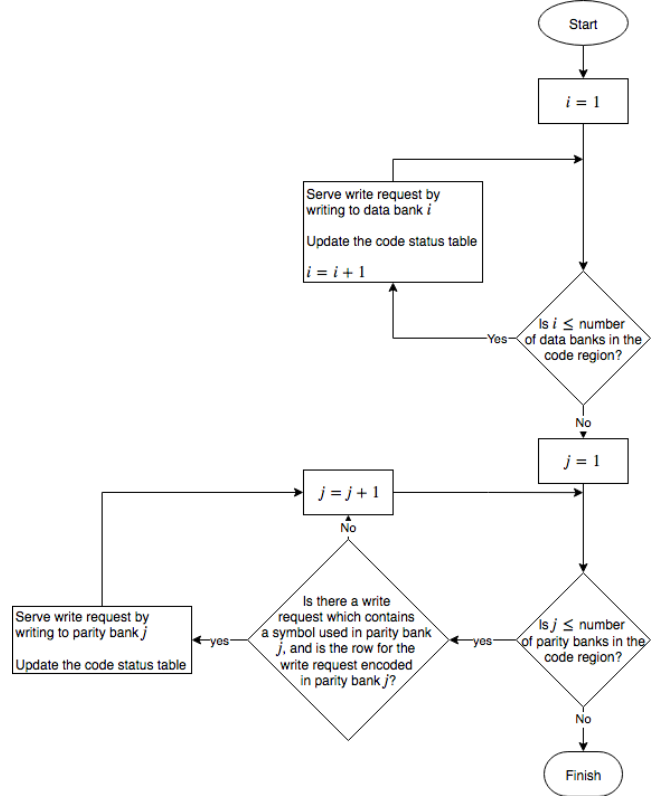 Start
i = 1
Serve write request by
writing to data bank i
Update the code status table
i = i + 1
Is i ≤ number
of data banks in the
code region?
Yes
No
j = 1
j = j + 1
No
Is there a write
request which contains
a symbol used in parity bank
j, and is the row for the
write request encoded
in parity bank j?
Serve write request by
writing to parity bank j
Update the code status table
yes
yes
Is j ≤ number
of parity banks in the
code region?
No
Finish